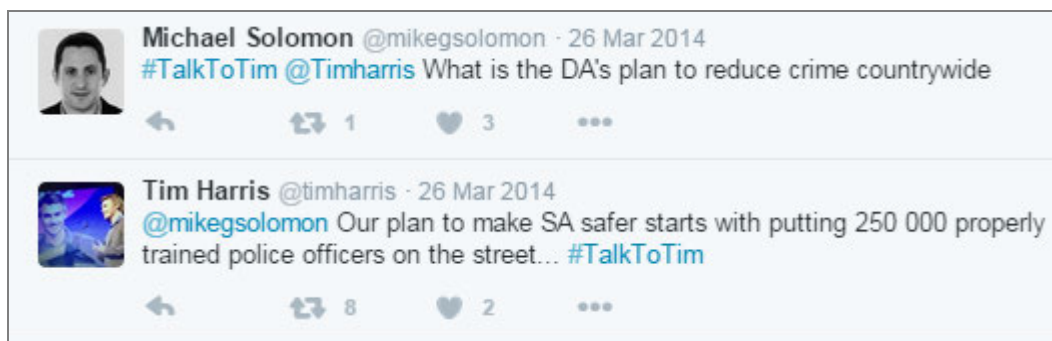 Michael Solomon @mikegsolomon · 26 Mar 2014
#TalkToTim @Timharris What is the DA's plan to reduce crime countrywide
1 3
Tim Harris @timharris · 26 Mar 2014
@mikegsolomon Our plan to make SA safer starts with putting 250 000 properly
trained police officers on the street... #TalkToTim
8 2